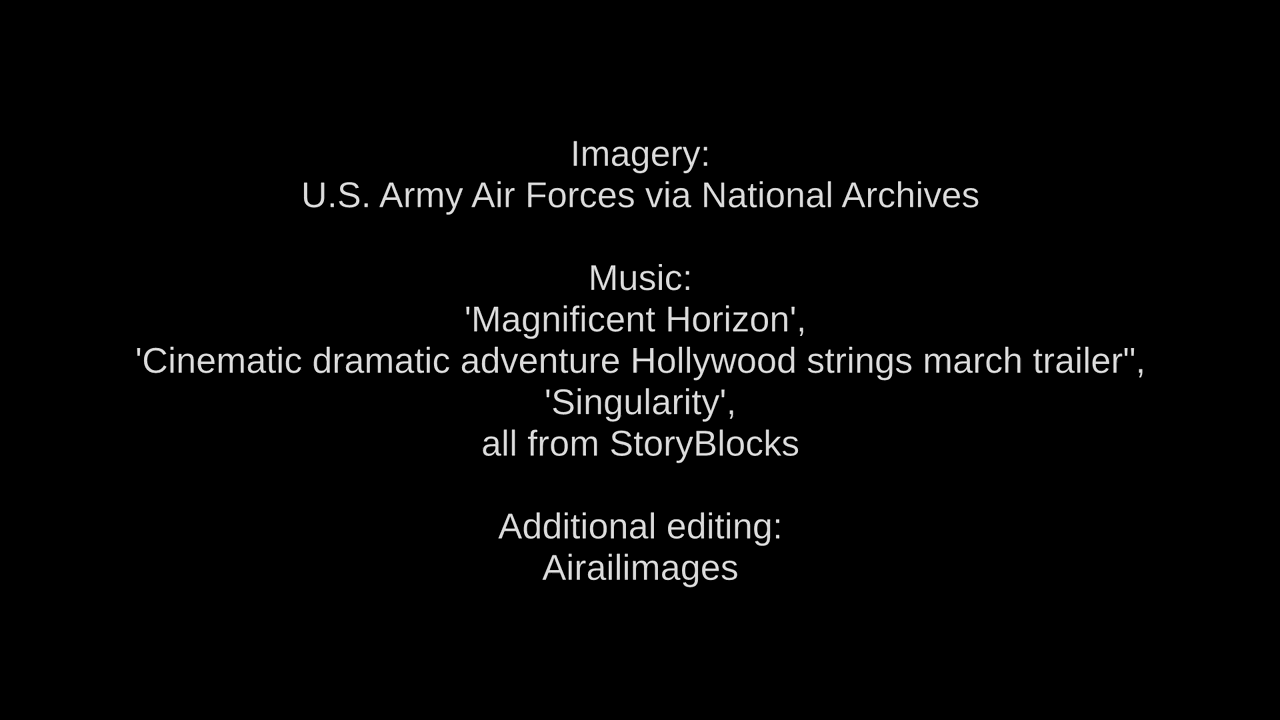 Imagery:
U.S. Army Air Forces via National Archives
Music:
'Magnificent Horizon',
'Cinematic dramatic adventure Hollywood strings march trailer",
'Singularity',
all from StoryBlocks
Additional editing:
Airailimages